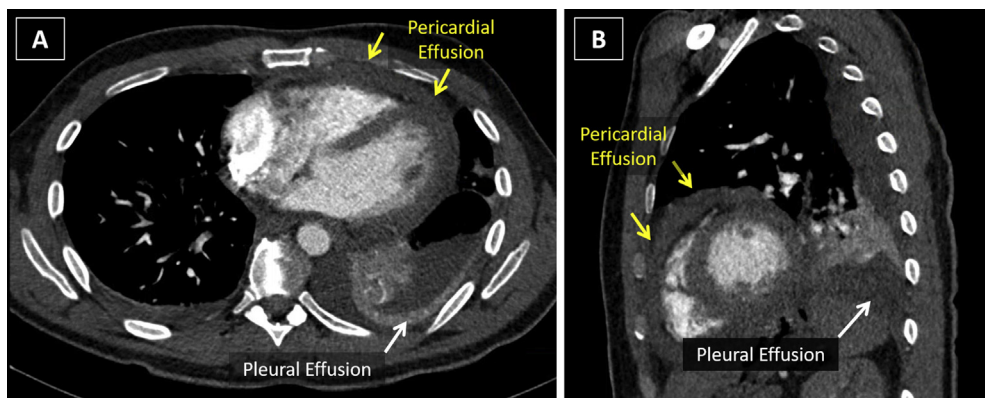 A
Pericardial
Effusion
Pleural Effusion
B
Pericardial
Effusion
Pleural Effusion